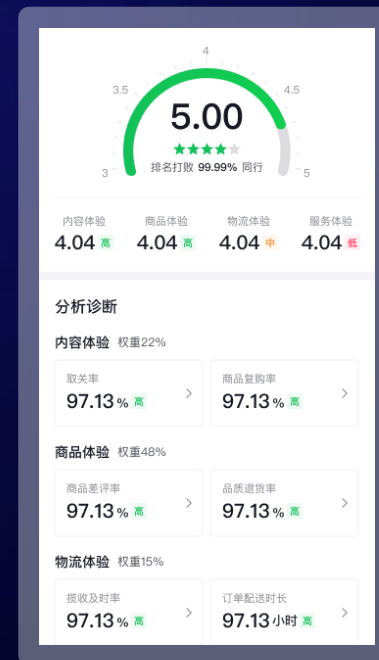 4
3.5
4.5
5.00
3
排名打败 99.99% 同行
5
内容体验 商品体验 物流体验 服务体验
4.04 高 4.04 高 4.04 中 4.04 低
分析诊断
内容体验 权重22%
取关率 商品复购率
97.13 % 高 97.13 % 高
商品体验 权重48%
商品差评率 品质退货率
97.13 % 高 97.13 % 高
物流体验 权重15%
揽收及时率 订单配送时长
97.13 % 高 97.13 小时 高